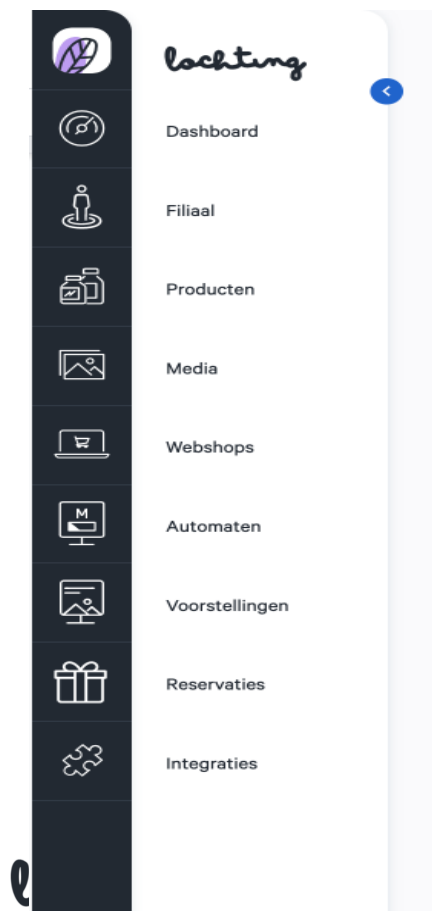 lochting
Dashboard
Filiaal
Producten
Media
Webshops
M
Automaten
Voorstellingen
Reservaties
Integraties
l